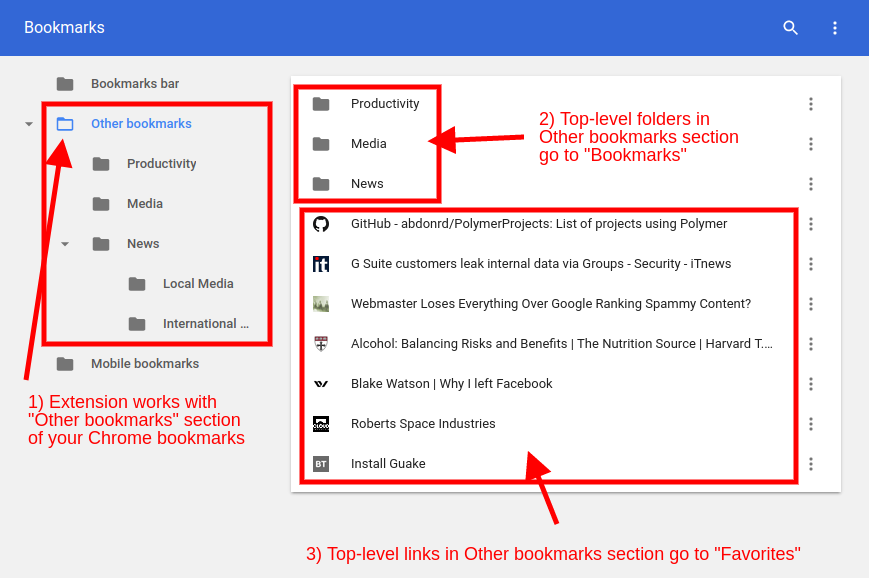 Bookmarks
Bookmarks bar
Other bookmarks
Productivity
Media
News
Local Media
International ...
Mobile bookmarks
1) Extension works with
"Other bookmarks" section
of your Chrome bookmarks
Productivity
Media
News
2) Top-level folders in
Other bookmarks section
go to "Bookmarks"
GitHub - abdonrd/PolymerProjects: List of projects using Polymer
it
G Suite customers leak internal data via Groups - Security - iTnews
Webmaster Loses Everything Over Google Ranking Spammy Content?
Alcohol: Balancing Risks and Benefits | The Nutrition Source | Harvard T....
Blake Watson | Why I left Facebook
CLOUD
Roberts Space Industries
BT
Install Guake
3) Top-level links in Other bookmarks section go to "Favorites"